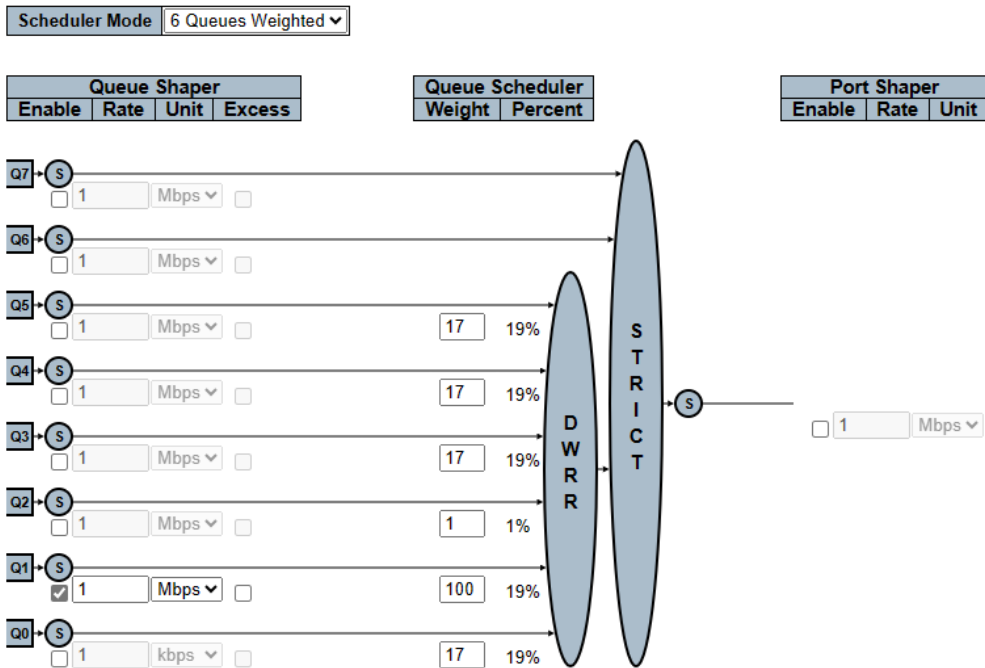 Scheduler Mode 6 Queues Weighted
Queue Shaper Queue Scheduler Port Shaper
Enable Rate Unit Excess Weight Percent Enable Rate Unit
Q7 S
1 Mbps
Q6 S
1 Mbps
Q5 S
1 Mbps 17 19%
Q4 S
1 Mbps 17 19%
Q3 S
1 Mbps 17 19%
Q2 S
1 Mbps 1 1%
Q1 S
1 Mbps 100 19%
Q0 S
1 kbps 17 19%
DWRR
STRICT
S
1 Mbps